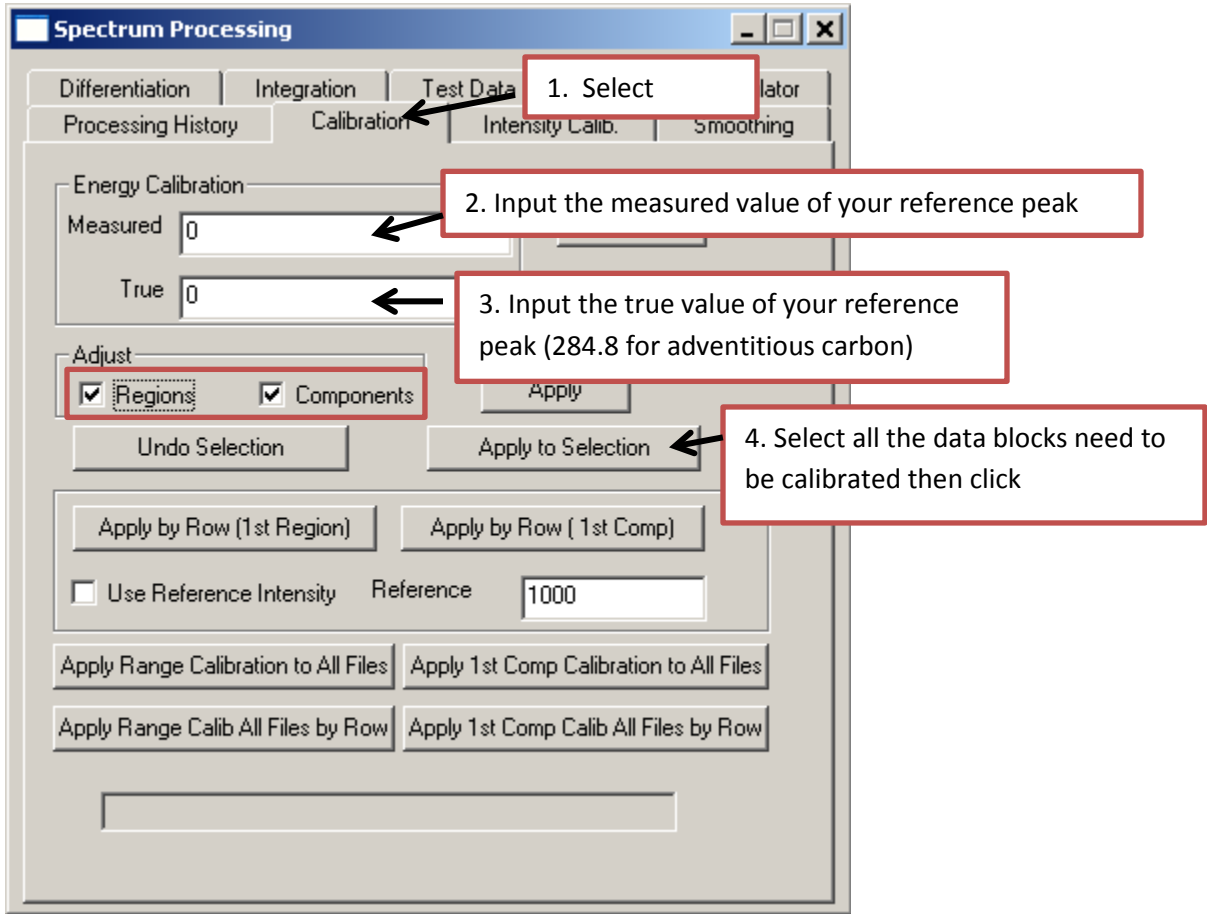 Spectrum Processing
Differentiation Integration Test Data lator
1. Select
Processing History Calibration Intensity Calib. Smoothing
Energy Calibration
Measured 0
2. Input the measured value of your reference peak
True 0
3. Input the true value of your reference
peak (284.8 for adventitious carbon)
Adjust
Regions Components
Apply
Undo Selection Apply to Selection
4. Select all the data blocks need to
be calibrated then click
Apply by Row (1st Region) Apply by Row ( 1st Comp)
Use Reference Intensity Reference 1000
Apply Range Calibration to All Files Apply 1st Comp Calibration to All Files
Apply Range Calib All Files by Row Apply 1st Comp Calib All Files by Row